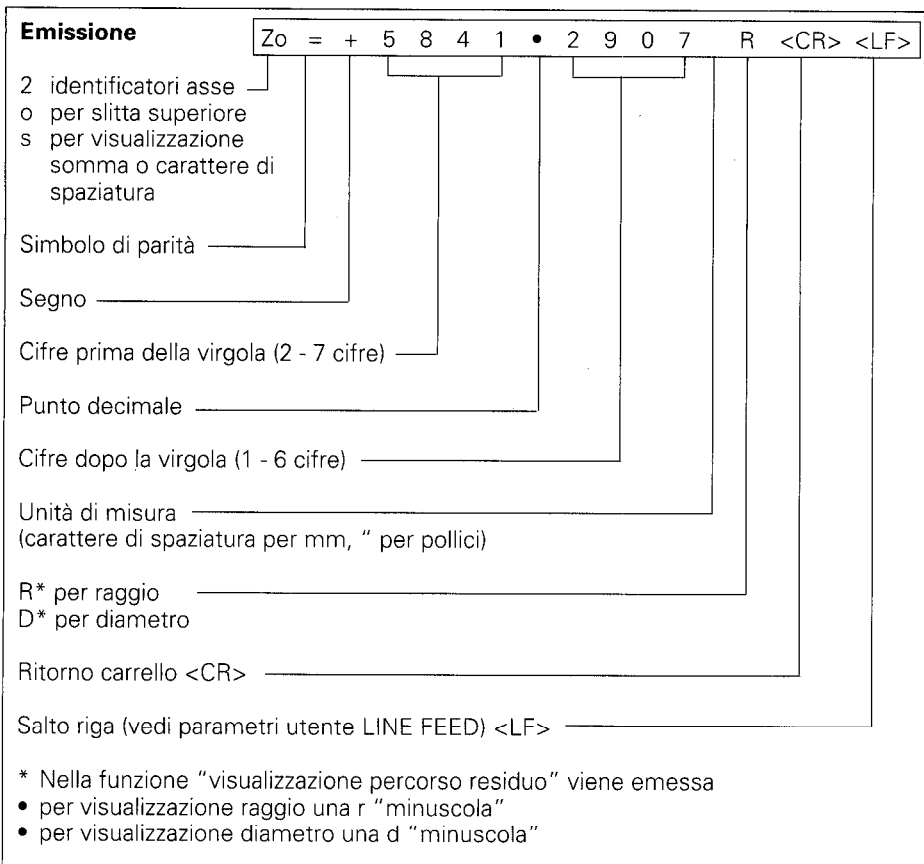 Emissione Zo = + 5 8 4 1 • 2 9 0 7 R <CR> <LF>
2 identificatori asse
o per slitta superiore
s per visualizzazione
somma o carattere di
spaziatura
Simbolo di parità
Segno
Cifre prima della virgola (2 - 7 cifre)
Punto decimale
Cifre dopo la virgola (1 - 6 cifre)
Unità di misura
(carattere di spaziatura per mm, " per pollici)
R* per raggio
D* per diametro
Ritorno carrello <CR>
Salto riga (vedi parametri utente LINE FEED) <LF>
* Nella funzione "visualizzazione percorso residuo" viene emessa
• per visualizzazione raggio una r "minuscola"
• per visualizzazione diametro una d "minuscola"